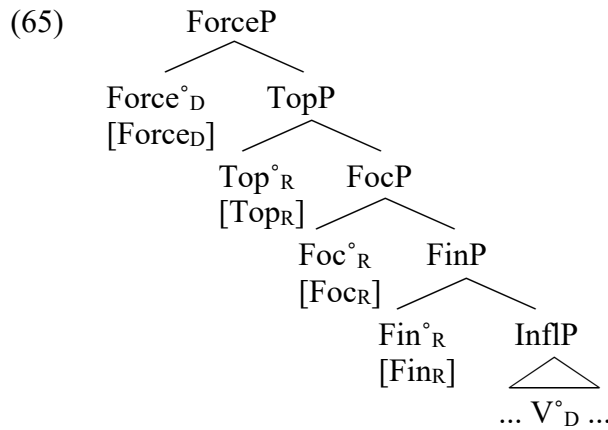 (65) ForceP
Force°D TopP
[ForceD]
Top°R FocP
[TopR]
Foc°R FinP
[FocR]
Fin°R InflP
[FinR]
... V°D ...